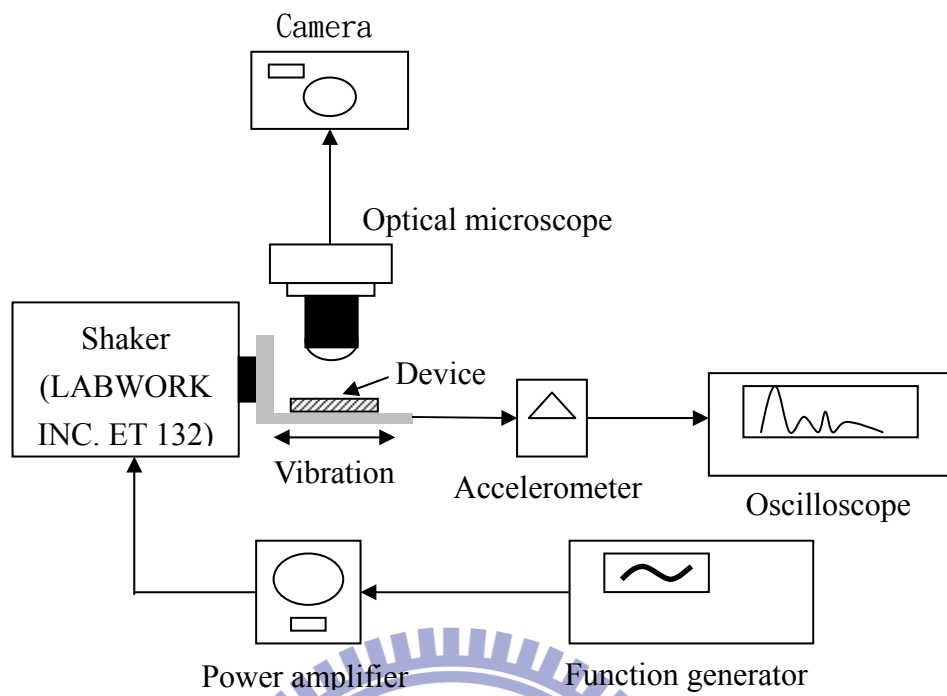 Camera
Optical microscope
Shaker
(LABWORK
INC. ET 132)
Device
Vibration
Accelerometer
Oscilloscope
Power amplifier
Function generator